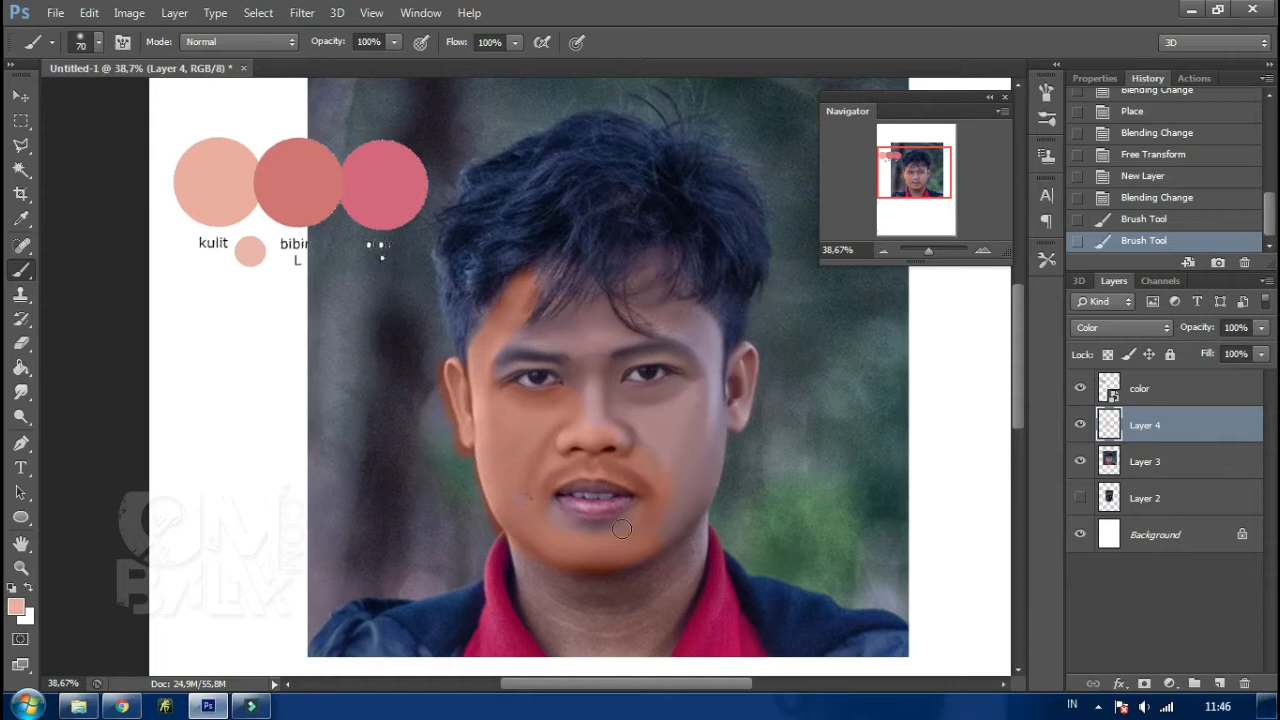 Ps File Edit Image Layer Type Select Filter 3D View Window Help
70 Mode: Normal Opacity: 100% Flow: 100% 3D
Untitled-1 @ 38,7% (Layer 4, RGB/8) * ×
kulit
bibir
L
Navigator
38,67%
Properties History Actions
Blending Change
Place
Blending Change
Free Transform
New Layer
Blending Change
Brush Tool
Brush Tool
3D Layers Channels
Kind
Color Opacity: 100%
Lock: Fill: 100%
color
Layer 4
Layer 3
Layer 2
Background
OM
BALM
.COM
38,67% Doc: 24,9M/55,8M
IN 11:46